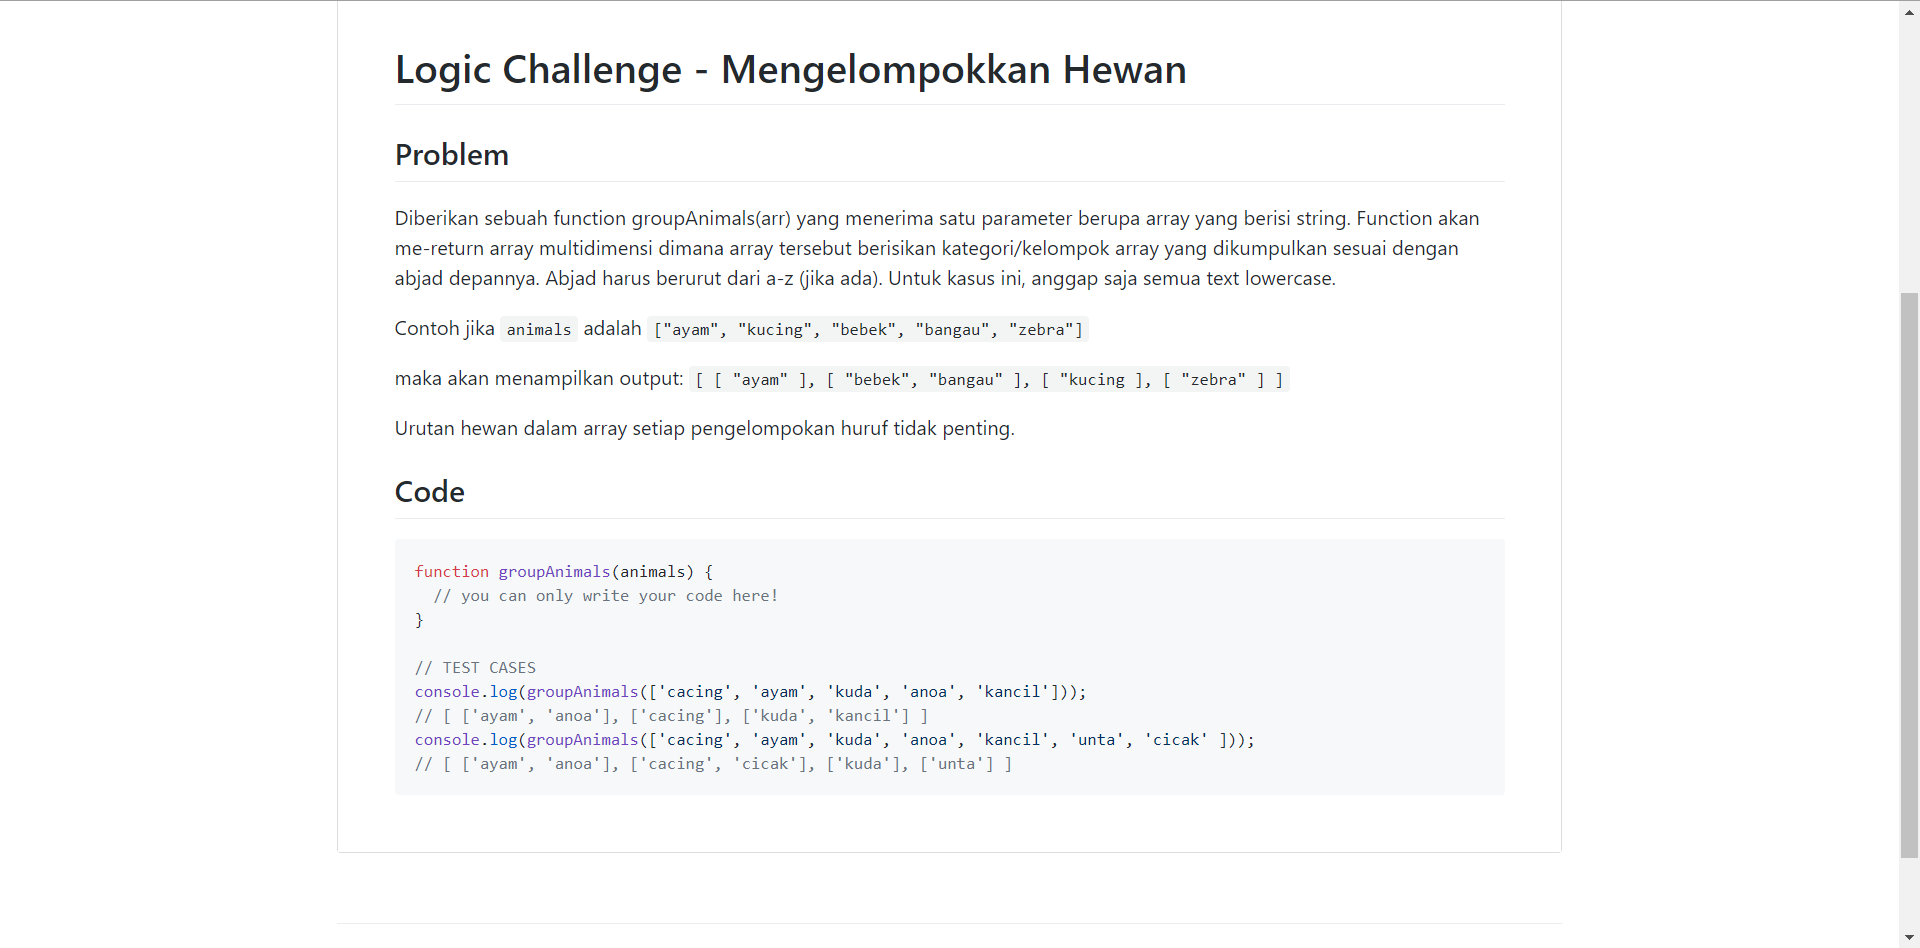 Logic Challenge - Mengelompokkan Hewan
Problem
Diberikan sebuah function groupAnimals(arr) yang menerima satu parameter berupa array yang berisi string. Function akan
me-return array multidimensi dimana array tersebut berisikan kategori/kelompok array yang dikumpulkan sesuai dengan
abjad depannya. Abjad harus berurut dari a-z (jika ada). Untuk kasus ini, anggap saja semua text lowercase.
Contoh jika animals adalah ["ayam", "kucing", "bebek", "bangau", "zebra"]
maka akan menampilkan output: [ [ "ayam" ], [ "bebek", "bangau" ], [ "kucing ], [ "zebra" ] ]
Urutan hewan dalam array setiap pengelompokan huruf tidak penting.
Code
function groupAnimals(animals) {
  // you can only write your code here!
}
// TEST CASES
console.log(groupAnimals(['cacing', 'ayam', 'kuda', 'anoa', 'kancil']));
// [ ['ayam', 'anoa'], ['cacing'], ['kuda', 'kancil'] ]
console.log(groupAnimals(['cacing', 'ayam', 'kuda', 'anoa', 'kancil', 'unta', 'cicak' ]));
// [ ['ayam', 'anoa'], ['cacing', 'cicak'], ['kuda'], ['unta'] ]